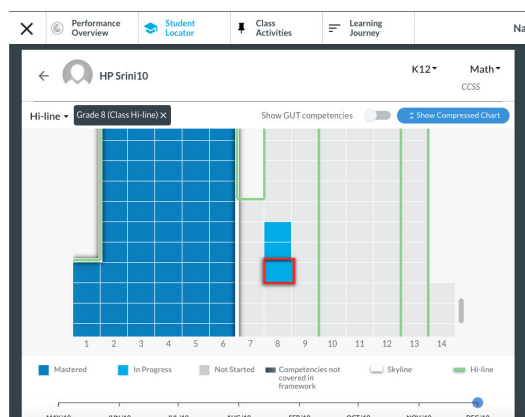 Performance Overview
Student Locator
Class Activities
Learning Journey
Na
HP Srini10
K12
Math
CCSS
Hi-line
Grade 8 (Class Hi-line) ×
Show GUT competencies
Show Compressed Chart
1 2 3 4 5 6 7 8 9 10 11 12 13 14
Mastered
In Progress
Not Started
Competencies not covered in framework
Skyline
Hi-line